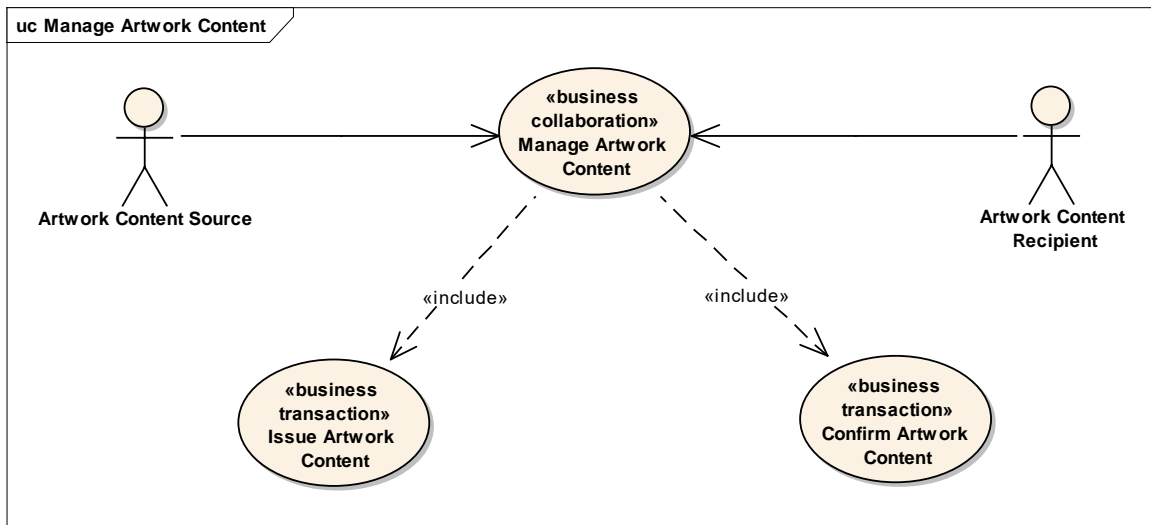 uc Manage Artwork Content
«business
collaboration»
Manage Artwork
Content
Artwork Content Source
Artwork Content
Recipient
«include»
«include»
«business
transaction»
Issue Artwork
Content
«business
transaction»
Confirm Artwork
Content